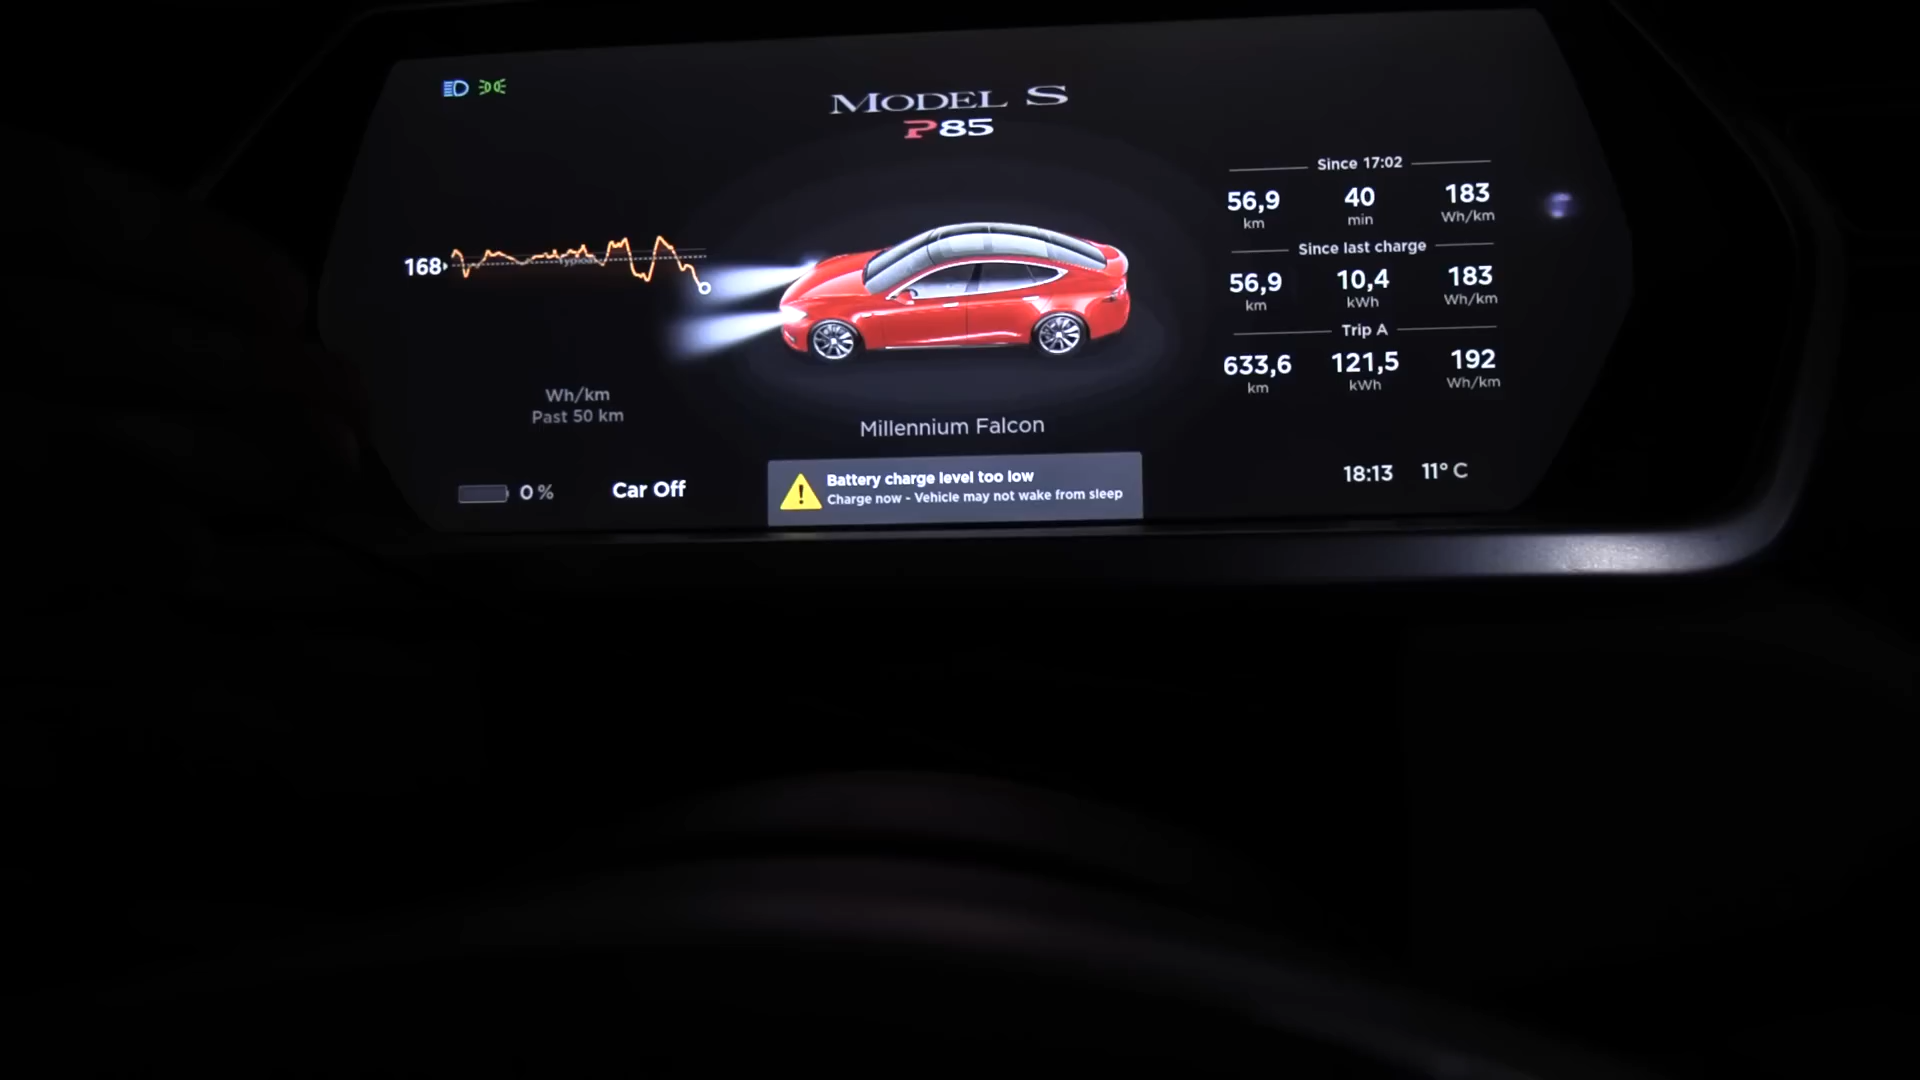 MODEL S
P85
Since 17:02
56,9 40 183
km min Wh/km
Since last charge
56,9 10,4 183
km kWh Wh/km
Trip A
633,6 121,5 192
km kWh Wh/km
168
Typical
Wh/km
Past 50 km
Millennium Falcon
0 %
Car Off
Battery charge level too low
Charge now - Vehicle may not wake from sleep
18:13 11° C